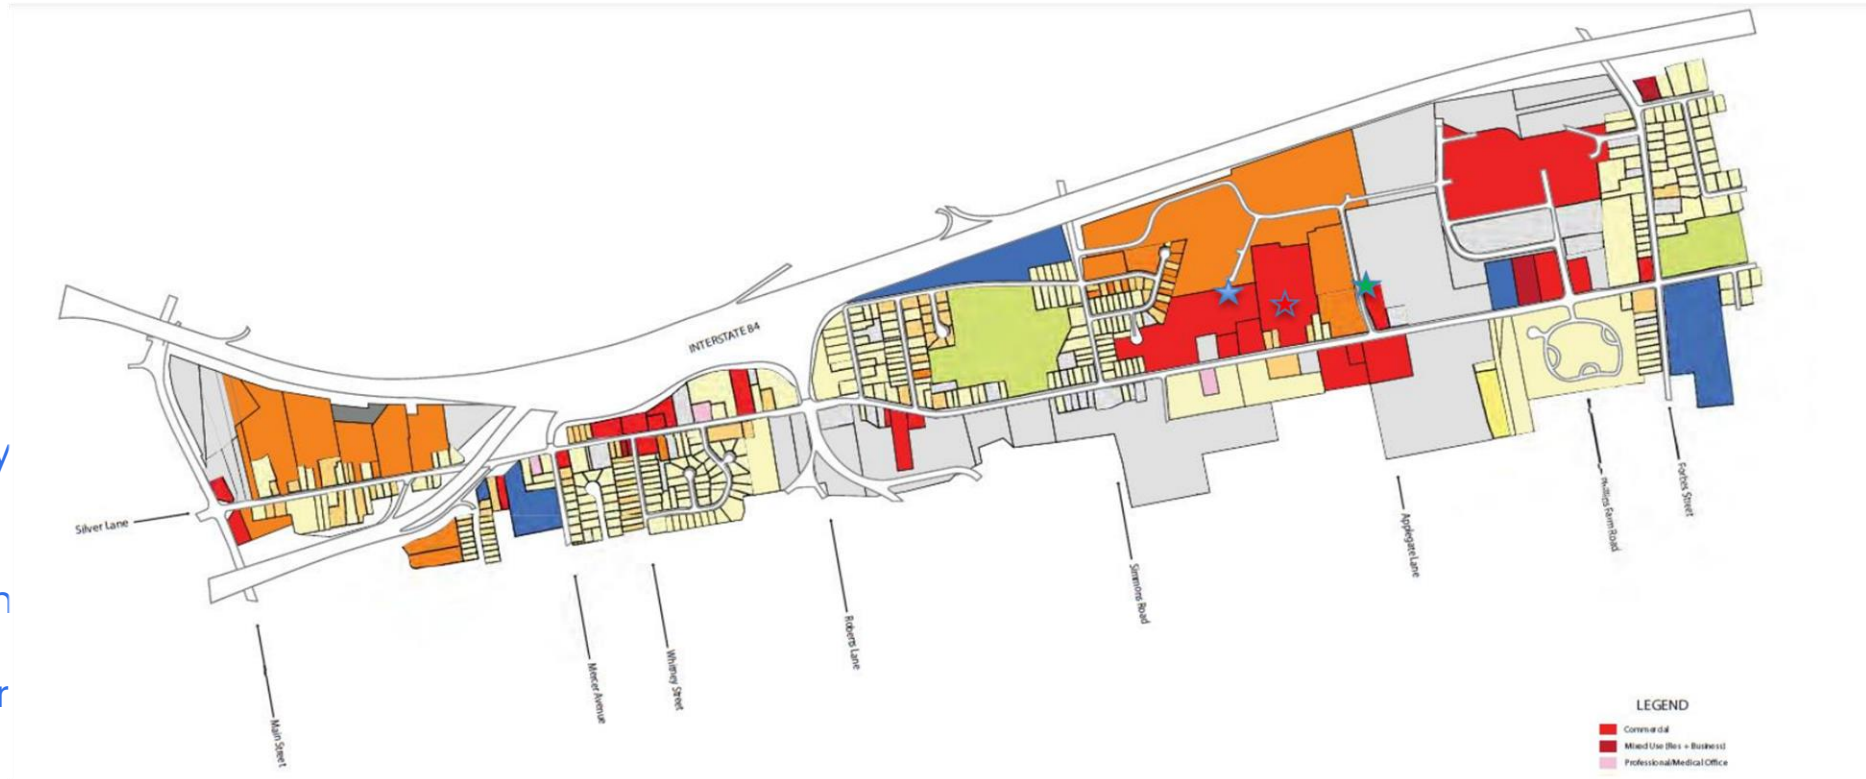 INTERSTATE 84
Silver Lane
Main Street
Mercer Avenue
Whitney Street
Roberts Lane
Simmons Road
Applegate Lane
Phillips Farm Road
Forbes Street
y
n
r
LEGEND
Commercial
Mixed Use (Res + Business)
Professional/Medical Office